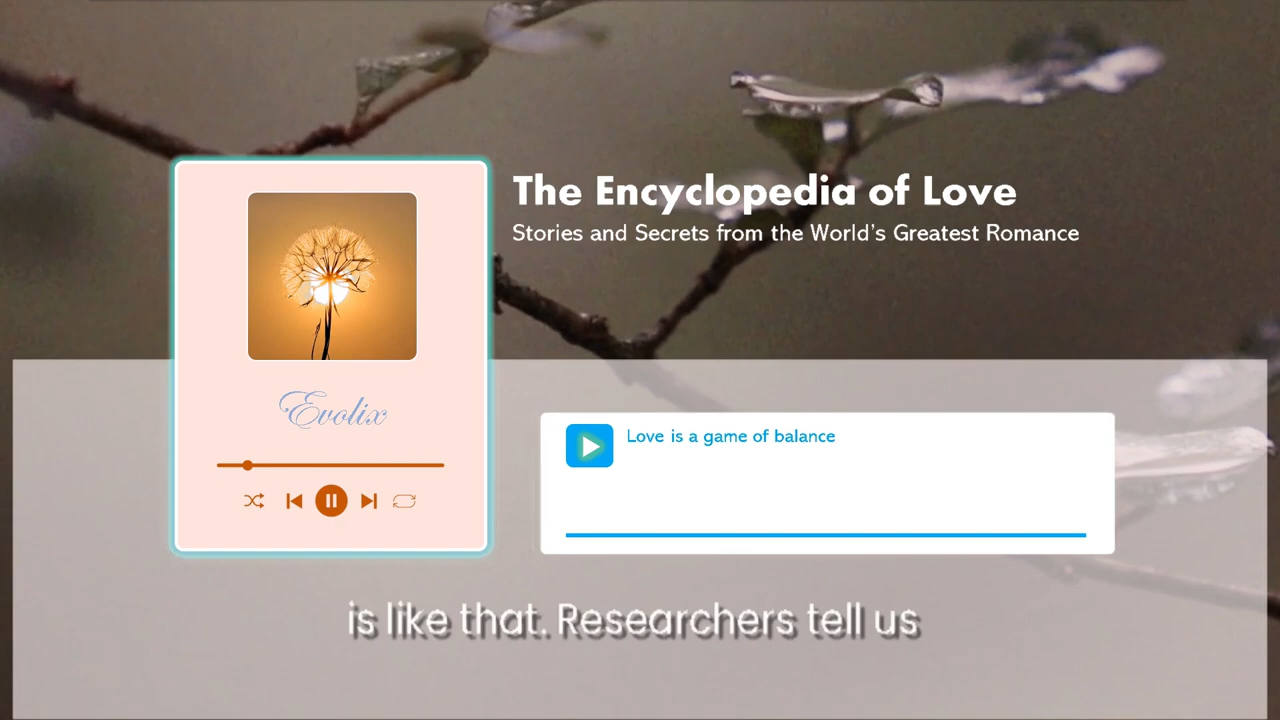 The Encyclopedia of Love
Stories and Secrets from the World's Greatest Romance
Evolix
Love is a game of balance
is like that. Researchers tell us